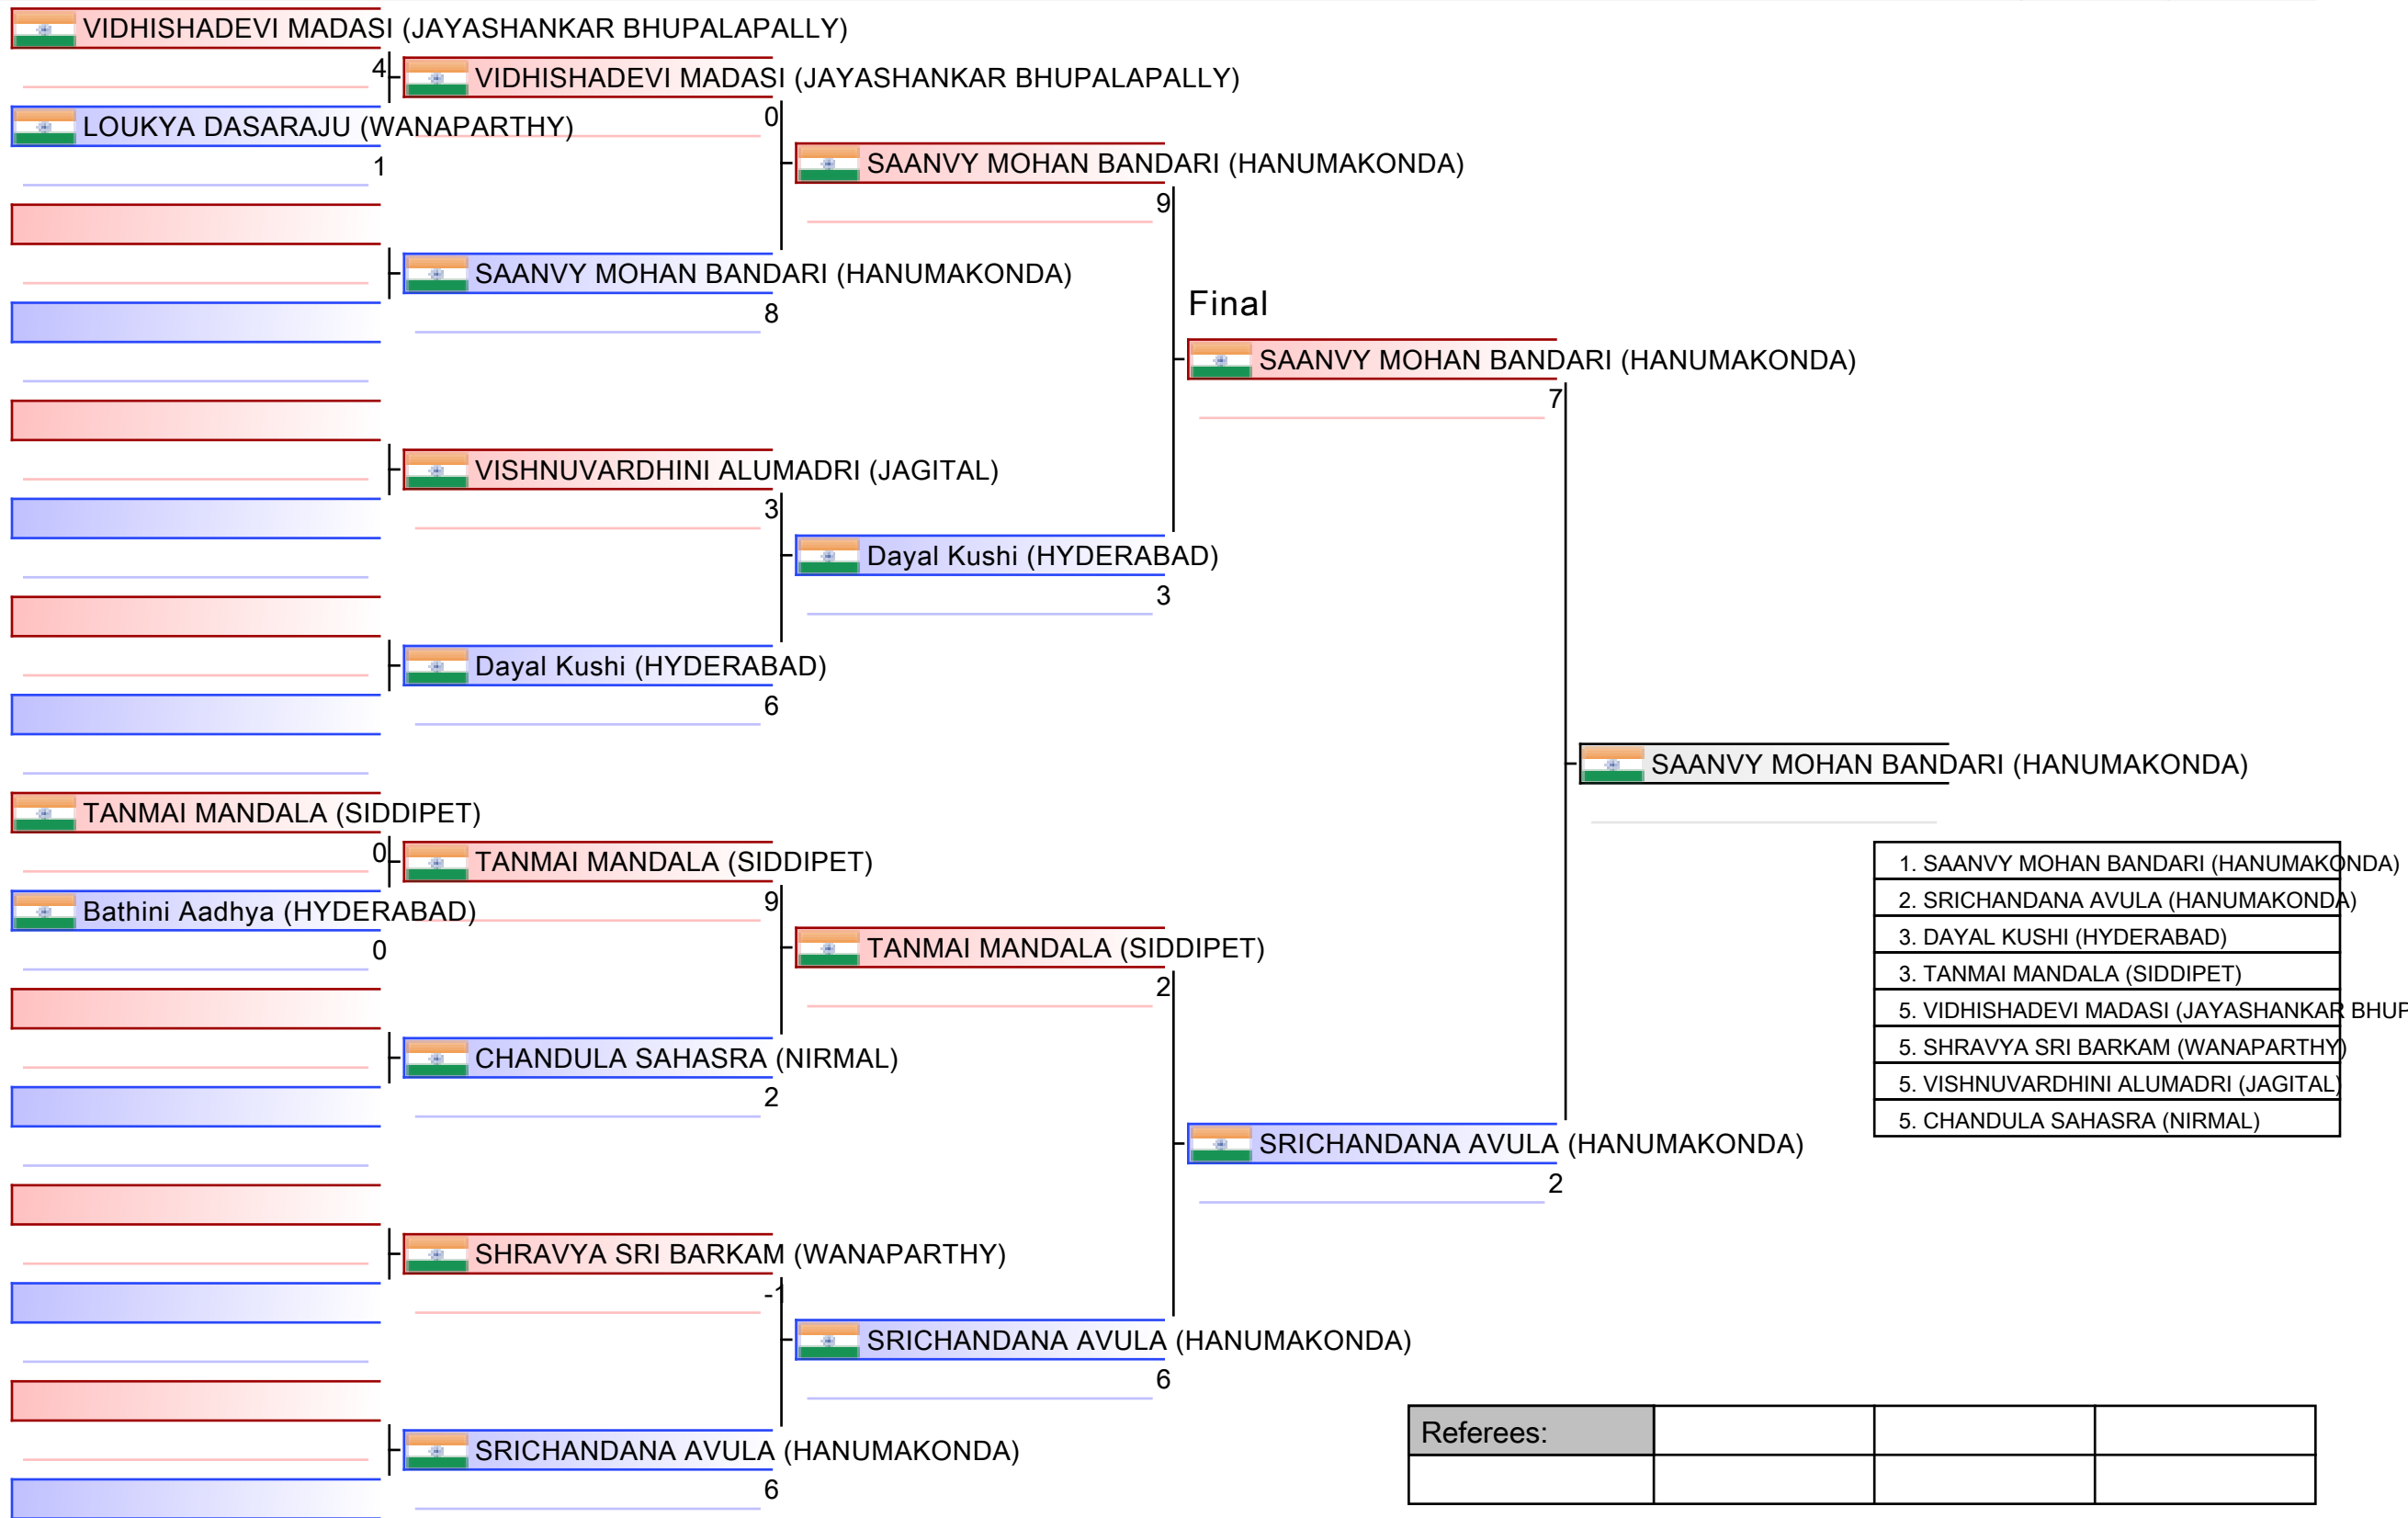 VIDHISHADEVI MADASI (JAYASHANKAR BHUPALAPALLY)
4
VIDHISHADEVI MADASI (JAYASHANKAR BHUPALAPALLY)
0
LOUKYA DASARAJU (WANAPARTHY)
1
SAANVY MOHAN BANDARI (HANUMAKONDA)
9
SAANVY MOHAN BANDARI (HANUMAKONDA)
8
Final
SAANVY MOHAN BANDARI (HANUMAKONDA)
7
VISHNUVARDHINI ALUMADRI (JAGITAL)
3
Dayal Kushi (HYDERABAD)
3
Dayal Kushi (HYDERABAD)
6
SAANVY MOHAN BANDARI (HANUMAKONDA)
TANMAI MANDALA (SIDDIPET)
0
TANMAI MANDALA (SIDDIPET)
9
Bathini Aadhya (HYDERABAD)
0
TANMAI MANDALA (SIDDIPET)
2
CHANDULA SAHASRA (NIRMAL)
2
SRICHANDANA AVULA (HANUMAKONDA)
2
SHRAVYA SRI BARKAM (WANAPARTHY)
-1
SRICHANDANA AVULA (HANUMAKONDA)
6
SRICHANDANA AVULA (HANUMAKONDA)
6
1. SAANVY MOHAN BANDARI (HANUMAKONDA)
2. SRICHANDANA AVULA (HANUMAKONDA)
3. DAYAL KUSHI (HYDERABAD)
3. TANMAI MANDALA (SIDDIPET)
5. VIDHISHADEVI MADASI (JAYASHANKAR BHUP
5. SHRAVYA SRI BARKAM (WANAPARTHY)
5. VISHNUVARDHINI ALUMADRI (JAGITAL)
5. CHANDULA SAHASRA (NIRMAL)
Referees: